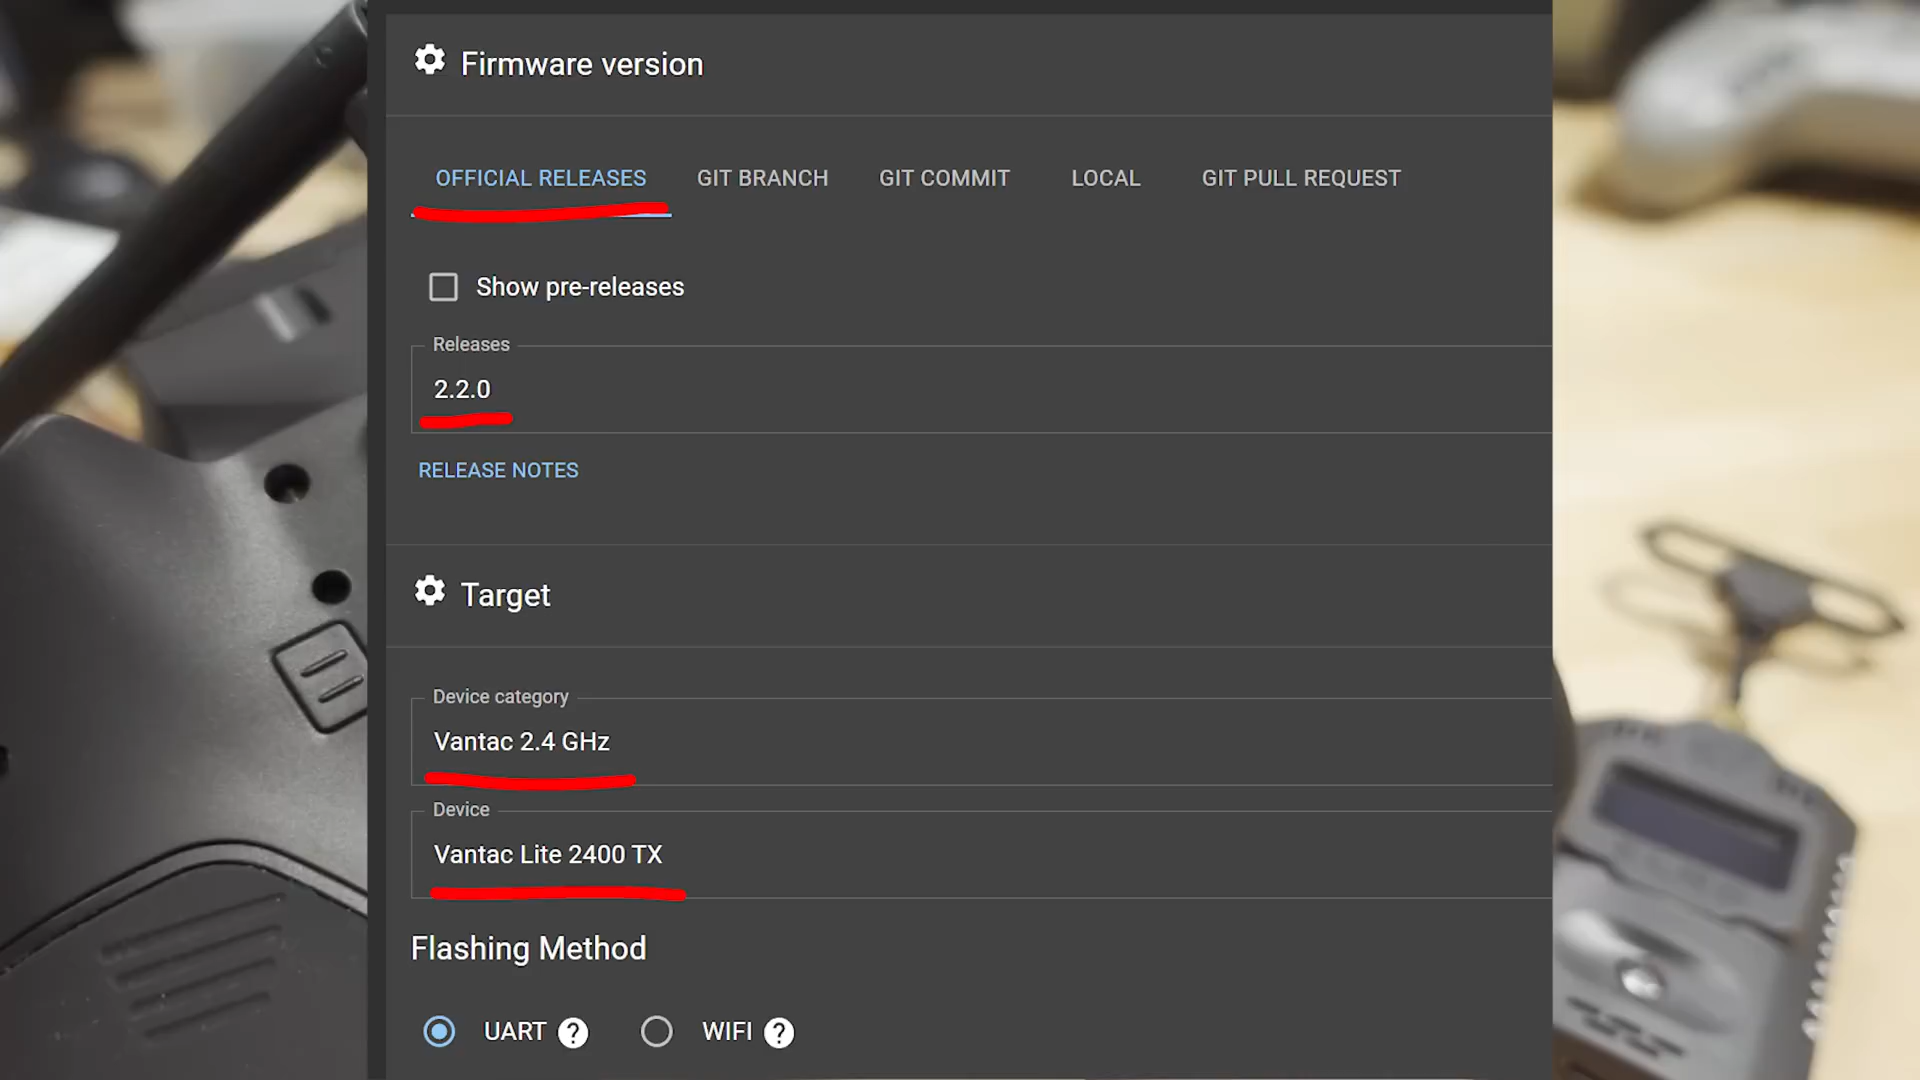 Firmware version
OFFICIAL RELEASES GIT BRANCH GIT COMMIT LOCAL GIT PULL REQUEST
Show pre-releases
Releases
2.2.0
RELEASE NOTES
Target
Device category
Vantac 2.4 GHz
Device
Vantac Lite 2400 TX
Flashing Method
UART ? WIFI ?